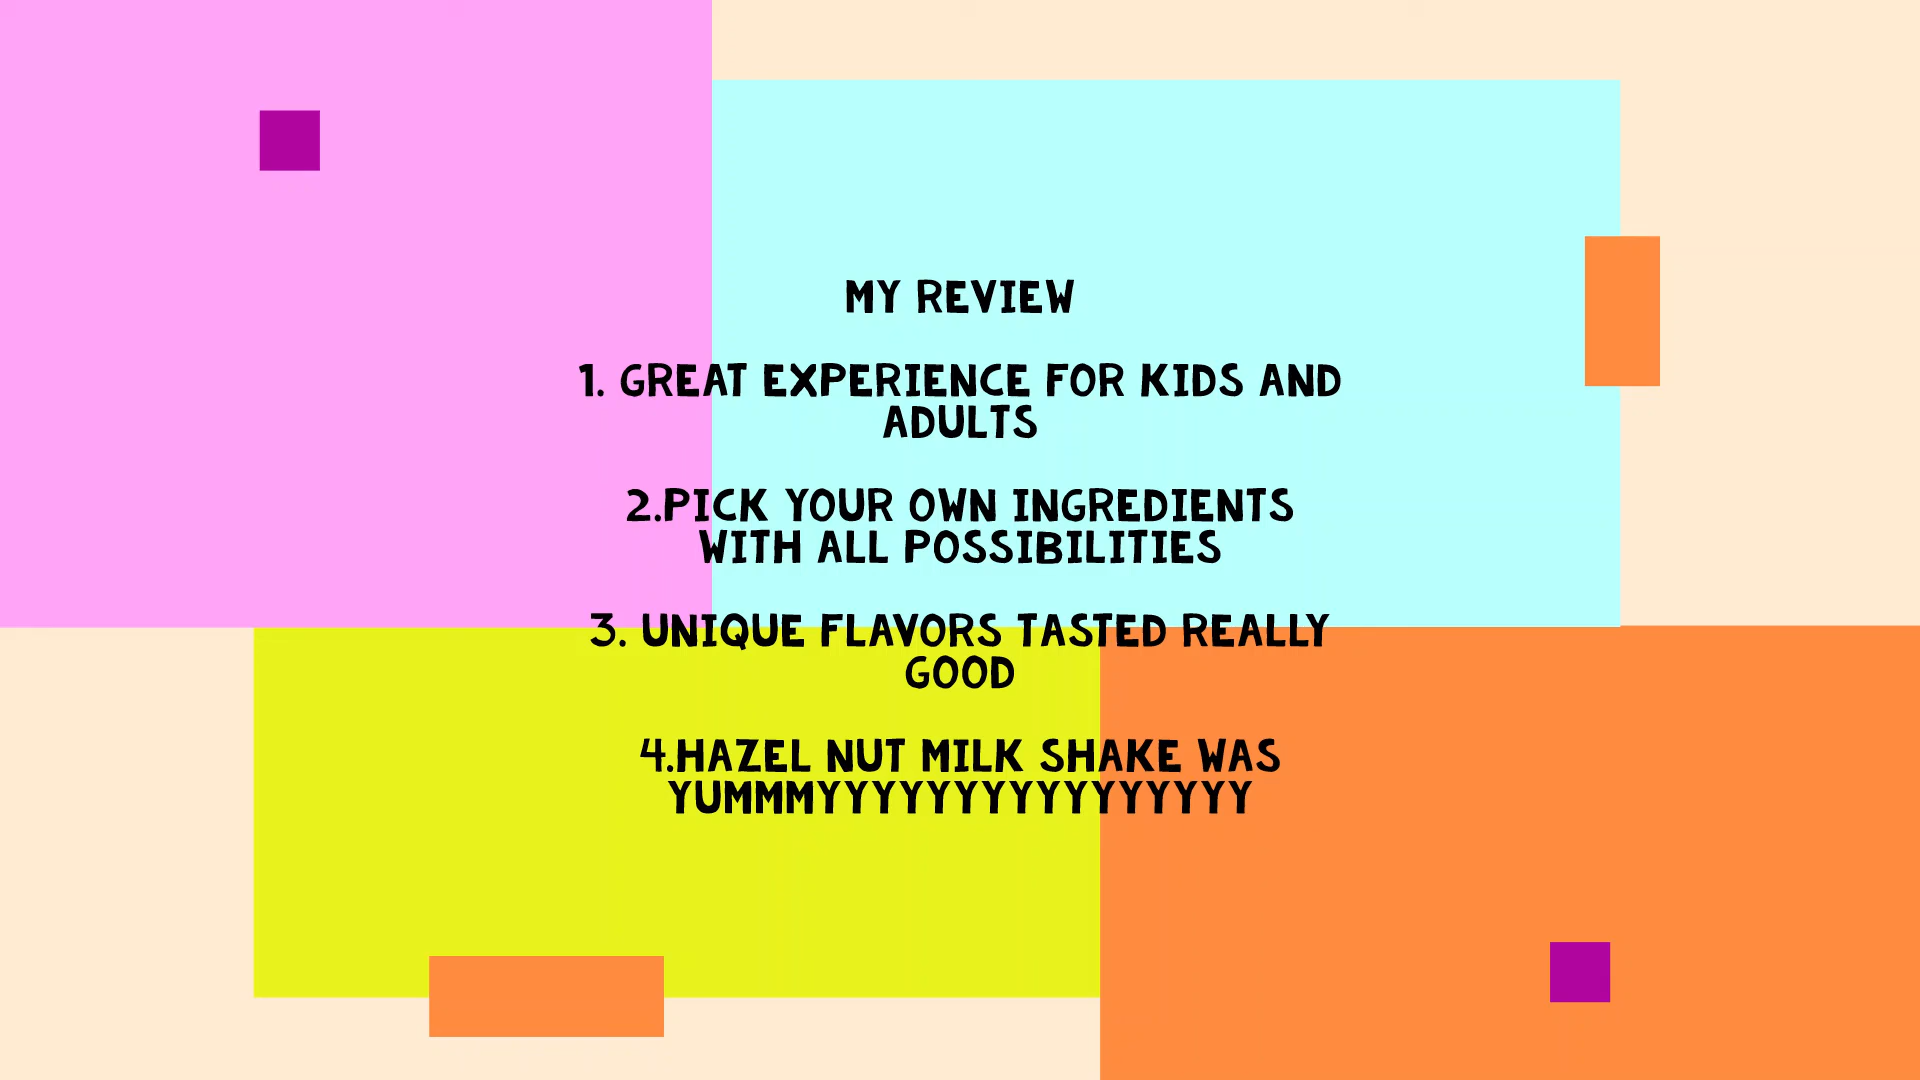 MY REVIEW
1. GREAT EXPERIENCE FOR KIDS AND
ADULTS
2.PICK YOUR OWN INGREDIENTS
WITH ALL POSSIBILITIES
3. UNIQUE FLAVORS TASTED REALLY
GOOD
4.HAZEL NUT MILK SHAKE WAS
YUMMMYYYYYYYYYYYYYYYY